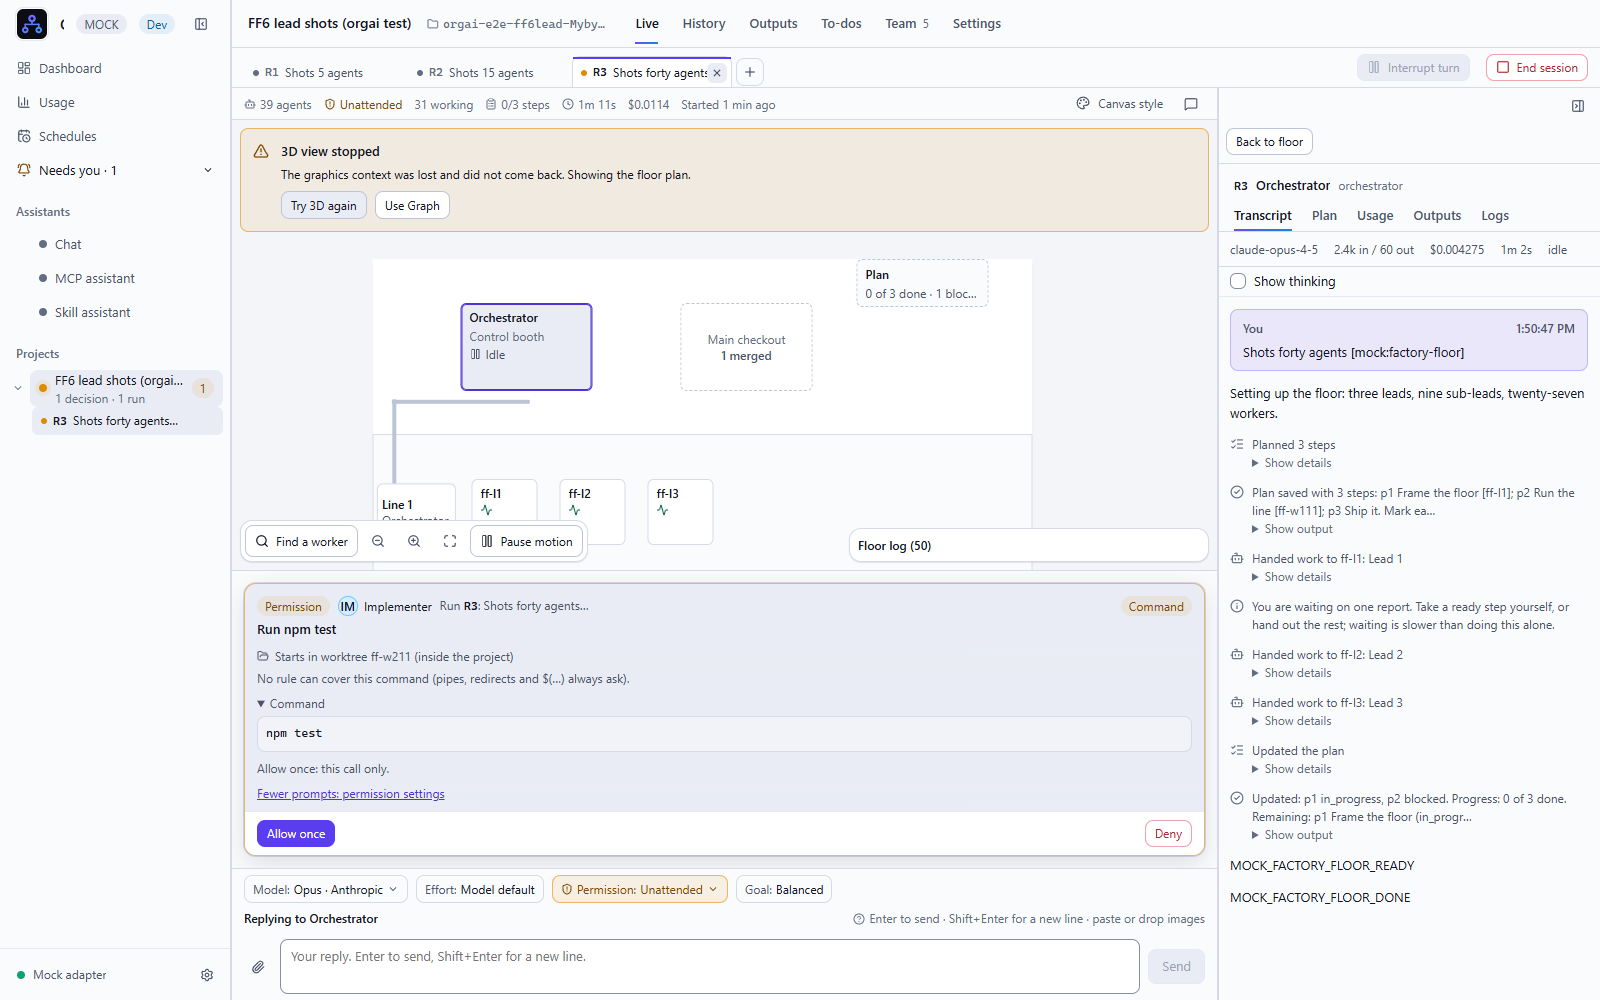 MOCK
Dev
Dashboard
Usage
Schedules
Needs you · 1
Assistants
Chat
MCP assistant
Skill assistant
Projects
FF6 lead shots (orgai...
1 decision · 1 run
1
R3 Shots forty agents...
Mock adapter
FF6 lead shots (orgai test)
orgai-e2e-ff6lead-Myby...
Live
History
Outputs
To-dos
Team 5
Settings
R1 Shots 5 agents
R2 Shots 15 agents
R3 Shots forty agents
Interrupt turn
End session
39 agents
Unattended
31 working
0/3 steps
1m 11s
$0.0114
Started 1 min ago
Canvas style
3D view stopped
The graphics context was lost and did not come back. Showing the floor plan.
Try 3D again
Use Graph
Plan
0 of 3 done · 1 bloc...
Orchestrator
Control booth
Idle
Main checkout
1 merged
Line 1
Orchestrator
ff-l1
ff-l2
ff-l3
Find a worker
Pause motion
Floor log (50)
Permission
IM
Implementer
Run R3: Shots forty agents...
Command
Run npm test
Starts in worktree ff-w211 (inside the project)
No rule can cover this command (pipes, redirects and $(...) always ask).
Command
npm test
Allow once: this call only.
Fewer prompts: permission settings
Allow once
Deny
Model: Opus · Anthropic
Effort: Model default
Permission: Unattended
Goal: Balanced
Replying to Orchestrator
Enter to send · Shift+Enter for a new line · paste or drop images
Your reply. Enter to send, Shift+Enter for a new line.
Send
Back to floor
R3 Orchestrator orchestrator
Transcript
Plan
Usage
Outputs
Logs
claude-opus-4-5
2.4k in / 60 out
$0.004275
1m 2s
idle
Show thinking
You
1:50:47 PM
Shots forty agents [mock:factory-floor]
Setting up the floor: three leads, nine sub-leads, twenty-seven
workers.
Planned 3 steps
Show details
Plan saved with 3 steps: p1 Frame the floor [ff-l1]; p2 Run the
line [ff-w111]; p3 Ship it. Mark ea...
Show output
Handed work to ff-l1: Lead 1
Show details
You are waiting on one report. Take a ready step yourself, or
hand out the rest; waiting is slower than doing this alone.
Handed work to ff-l2: Lead 2
Show details
Handed work to ff-l3: Lead 3
Show details
Updated the plan
Show details
Updated: p1 in_progress, p2 blocked. Progress: 0 of 3 done.
Remaining: p1 Frame the floor (in_progr...
Show output
MOCK_FACTORY_FLOOR_READY
MOCK_FACTORY_FLOOR_DONE